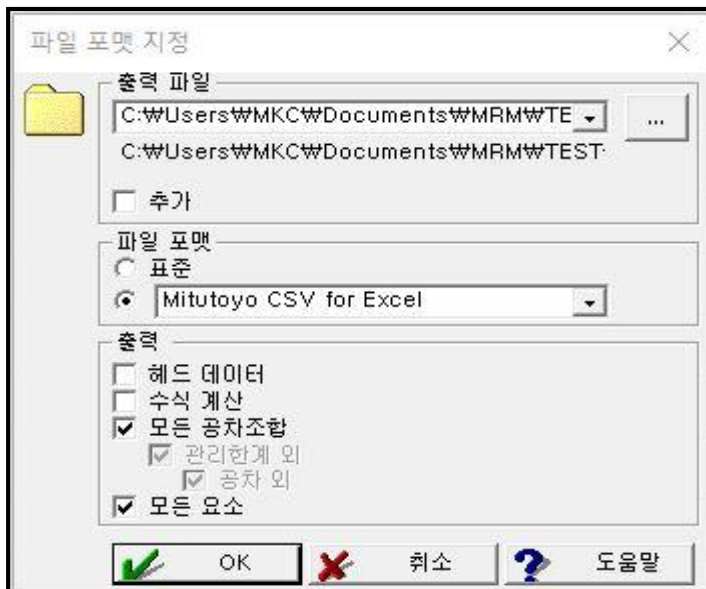 파일 포맷 지정
출력 파일
C:₩Users₩MKC₩Documents₩MRM₩TE
...
C:₩Users₩MKC₩Documents₩MRM₩TEST-
추가
파일 포맷
표준
Mitutoyo CSV for Excel
출력
헤드 데이터
수식 계산
모든 공차조합
관리한계 외
공차 외
모든 요소
OK 취소 도움말